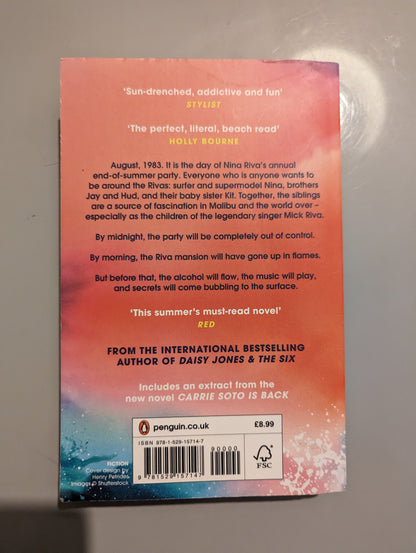 ‘Sun-drenched, addictive and fun’
STYLIST
‘The perfect, literal, beach read’
HOLLY BOURNE
August, 1983. It is the day of Nina Riva’s annual
end-of-summer party. Everyone who is anyone wants to
be around the Rivas: surfer and supermodel Nina, brothers
Jay and Hud, and their baby sister Kit. Together, the siblings
are a source of fascination in Malibu and the world over –
especially as the children of the legendary singer Mick Riva.
By midnight, the party will be completely out of control.
By morning, the Riva mansion will have gone up in flames.
But before that, the alcohol will flow, the music will play,
and secrets will come bubbling to the surface.
‘This summer’s must-read novel’
RED
FROM THE INTERNATIONAL BESTSELLING
AUTHOR OF DAISY JONES & THE SIX
Includes an extract from the
new novel CARRIE SOTO IS BACK
penguin.co.uk
£8.99
ISBN 978-1-529-15714-7
90000
9 781529 157147
FSC
FICTION
Cover design by
Henry Petrides
Images © Shutterstock